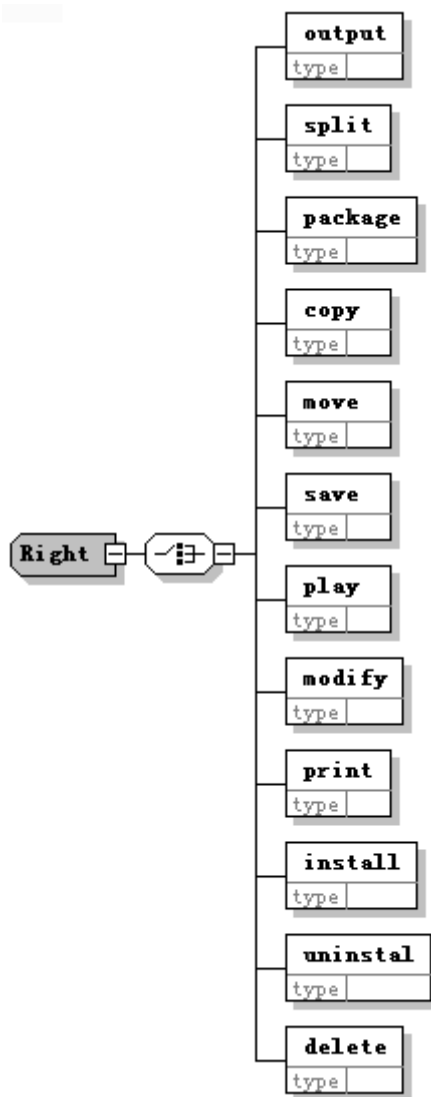 output
type
split
type
package
type
copy
type
move
type
save
type
Right
play
type
modify
type
print
type
install
type
uninstal
type
delete
type